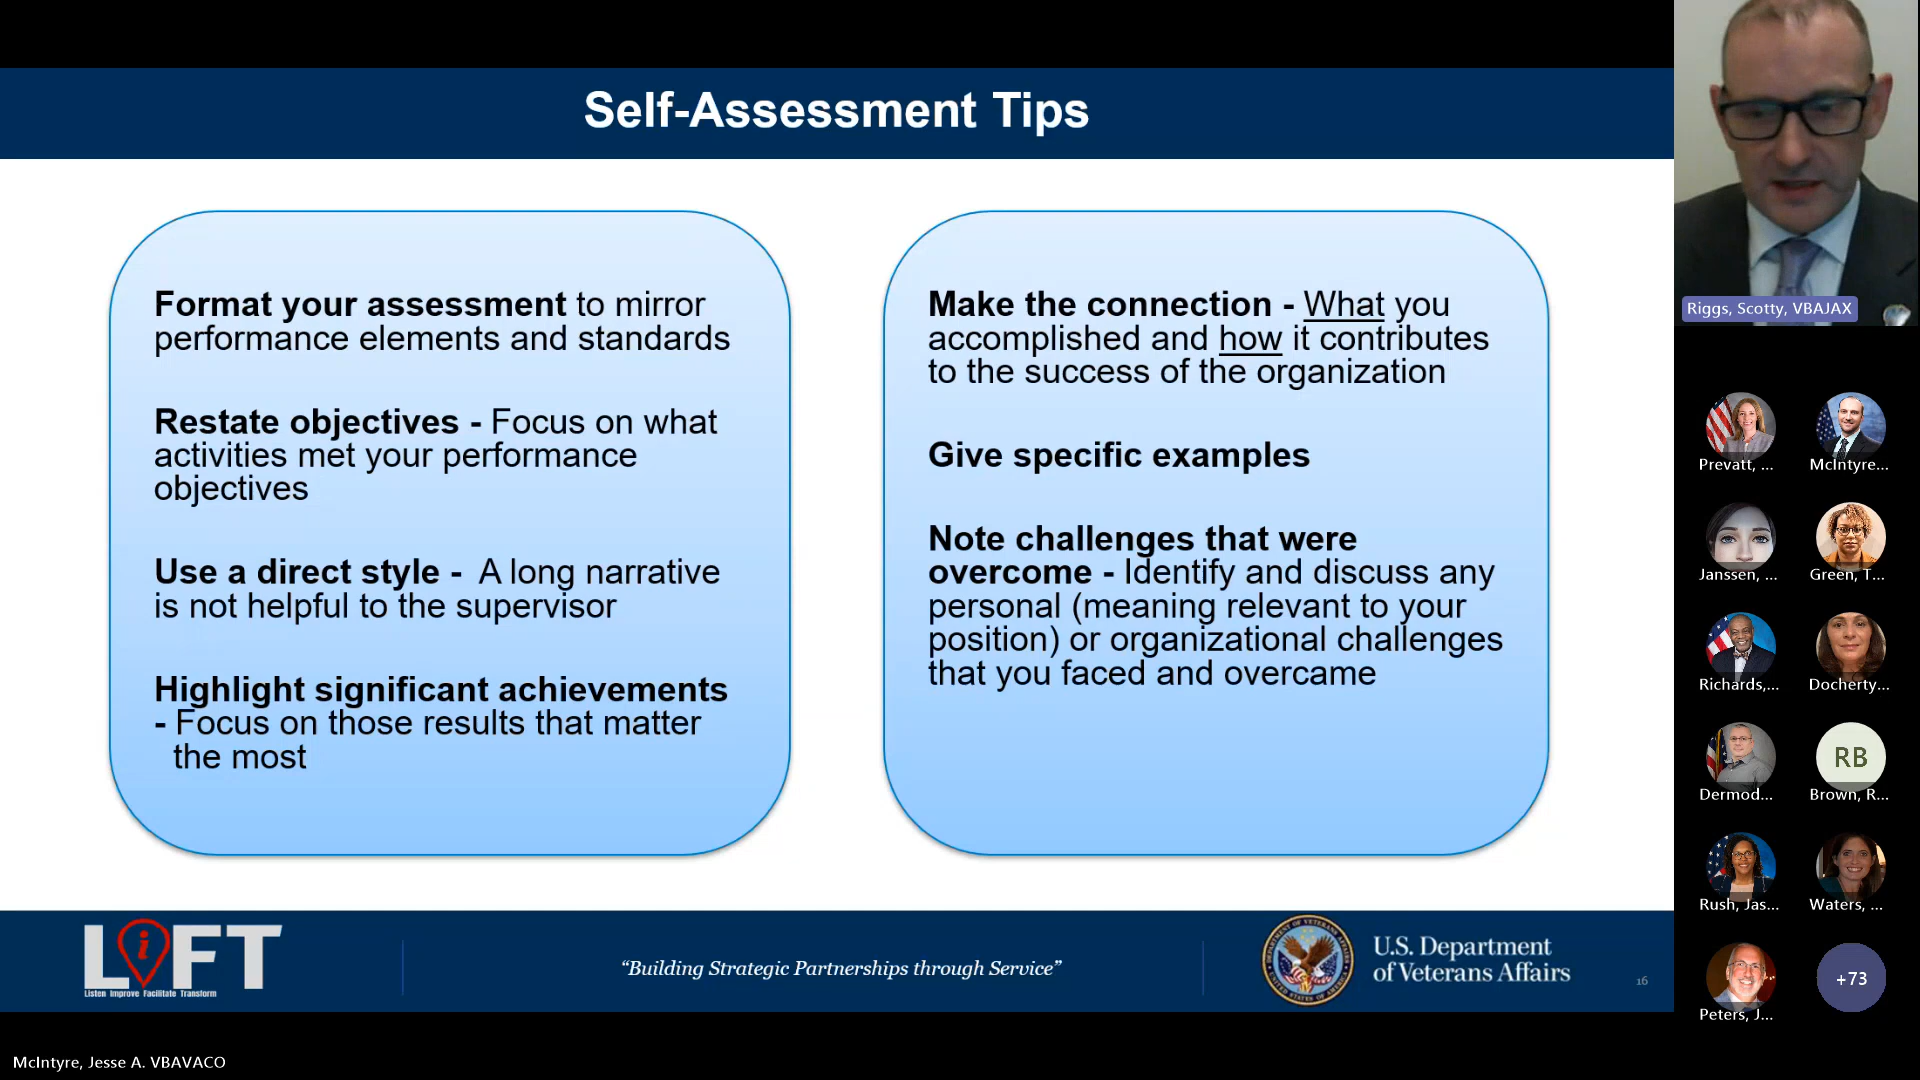 Self-Assessment Tips
Format your assessment to mirror
performance elements and standards
Restate objectives - Focus on what
activities met your performance
objectives
Use a direct style - A long narrative
is not helpful to the supervisor
Highlight significant achievements
- Focus on those results that matter
the most
Make the connection - What you
accomplished and how it contributes
to the success of the organization
Give specific examples
Note challenges that were
overcome - Identify and discuss any
personal (meaning relevant to your
position) or organizational challenges
that you faced and overcame
LiFT
Listen Improve Facilitate Transform
“Building Strategic Partnerships through Service”
U.S. Department
of Veterans Affairs
16
McIntyre, Jesse A. VBAVACO
Riggs, Scotty, VBAJAX
Prevatt, ...
McIntyre...
Janssen, ...
Green, T...
Richards,...
Docherty...
Dermod...
RB
Brown, R...
Rush, Jas...
Waters, ...
Peters, J...
+73